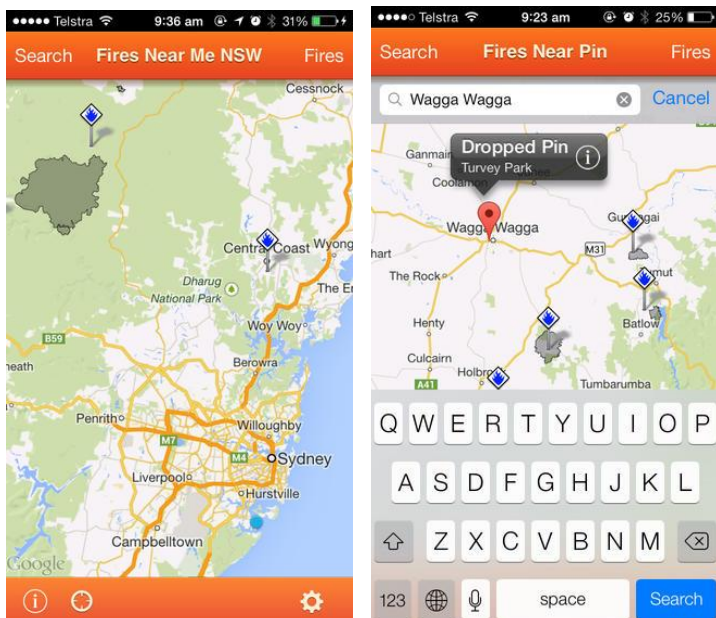 Telstra 9:36 am 31%
Search Fires Near Me NSW Fires
Cessnock
Central Coast
Wyong
Dharug
National Park
The En
Woy Woy
B59
Berowra
eath
Penrith
Willoughby
M7
M4
Sydney
Liverpool
Hurstville
Campbelltown
Google
Telstra 9:23 am 25%
Search Fires Near Pin Fires
Wagga Wagga Cancel
Dropped Pin
Turvey Park
Ganmain
Coolamon
Wagga Wagga
M31
hart
The Rock
Henty
Batlow
Culcairn
A41
Tumbarumba
Q W E R T Y U I O P
A S D F G H J K L
Z X C V B N M
123 space Search